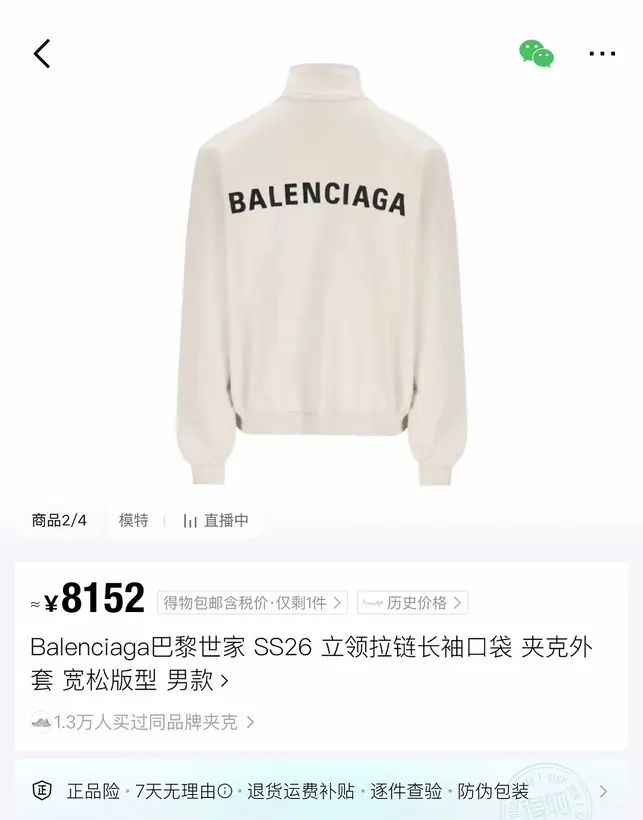 BALENCIAGA
商品2/4 模特 直播中
≈¥8152 得物包邮含税价·仅剩1件 历史价格
Balenciaga巴黎世家 SS26 立领拉链长袖口袋 夹克外
套 宽松版型 男款
1.3万人买过同品牌夹克
正 正品险·7天无理由·退货运费补贴·逐件查验·防伪包装
得物